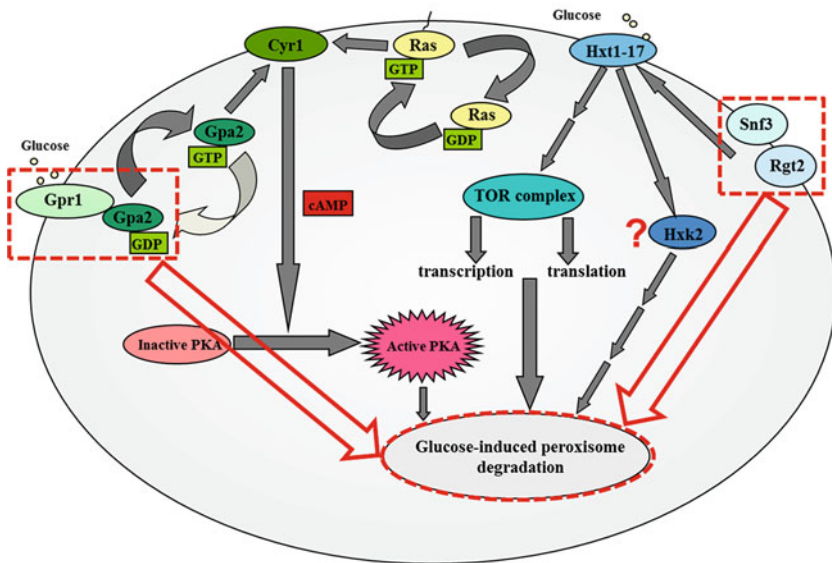 Glucose
Glucose
Cyr1
Ras
GTP
Hxt1-17
Ras
GDP
Snf3
Rgt2
Gpa2
GTP
Glucose
Gpr1
Gpa2
GDP
cAMP
TOR complex
? Hxk2
transcription
translation
Inactive PKA
Active PKA
Glucose-induced peroxisome
degradation